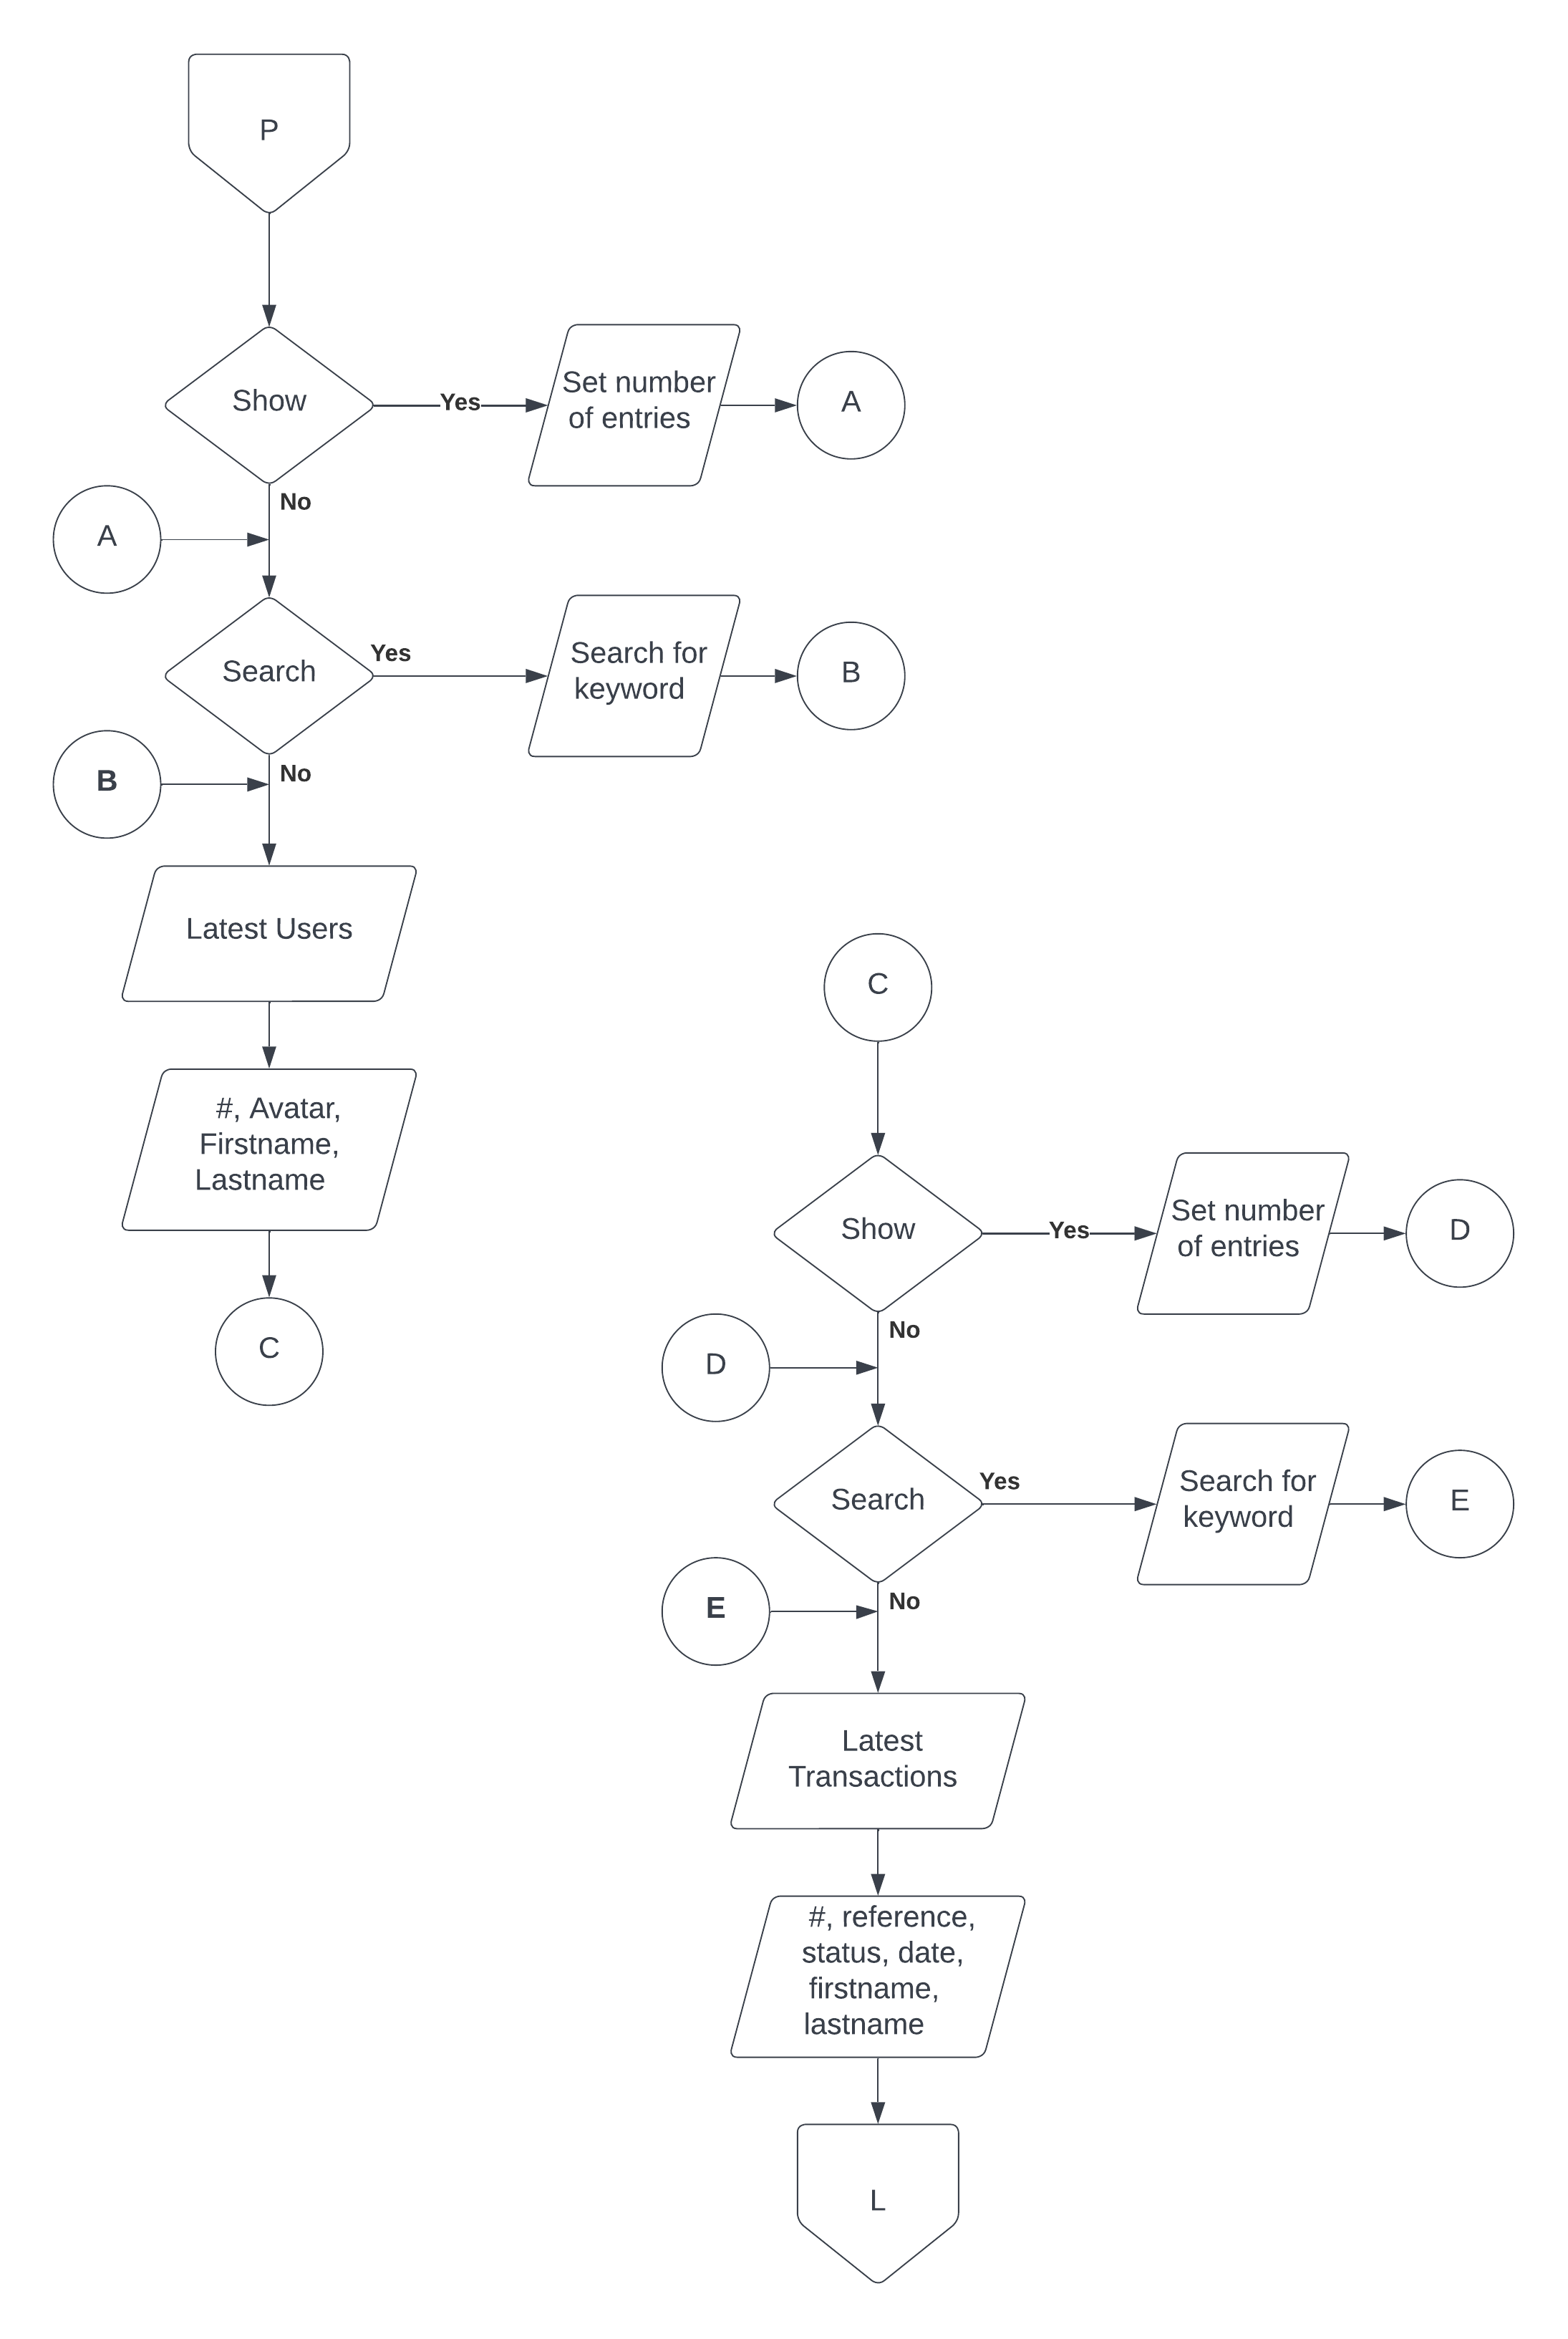 P
Show
Yes
Set number
of entries
A
No
A
Search
Yes
Search for
keyword
B
No
B
Latest Users
#, Avatar,
Firstname,
Lastname
C
C
Show
Yes
Set number
of entries
D
No
D
Search
Yes
Search for
keyword
E
No
E
Latest
Transactions
#, reference,
status, date,
firstname,
lastname
L